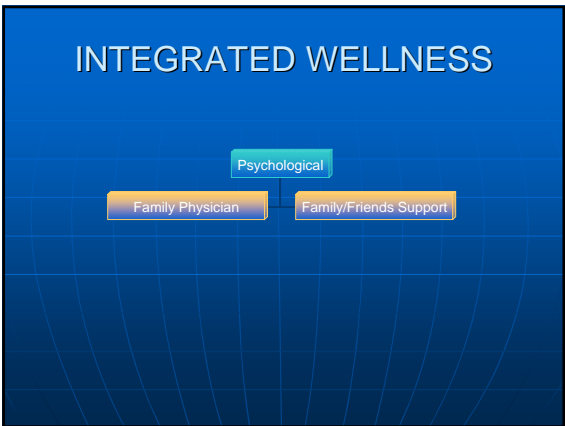 INTEGRATED WELLNESS
Psychological
Family Physician
Family/Friends Support